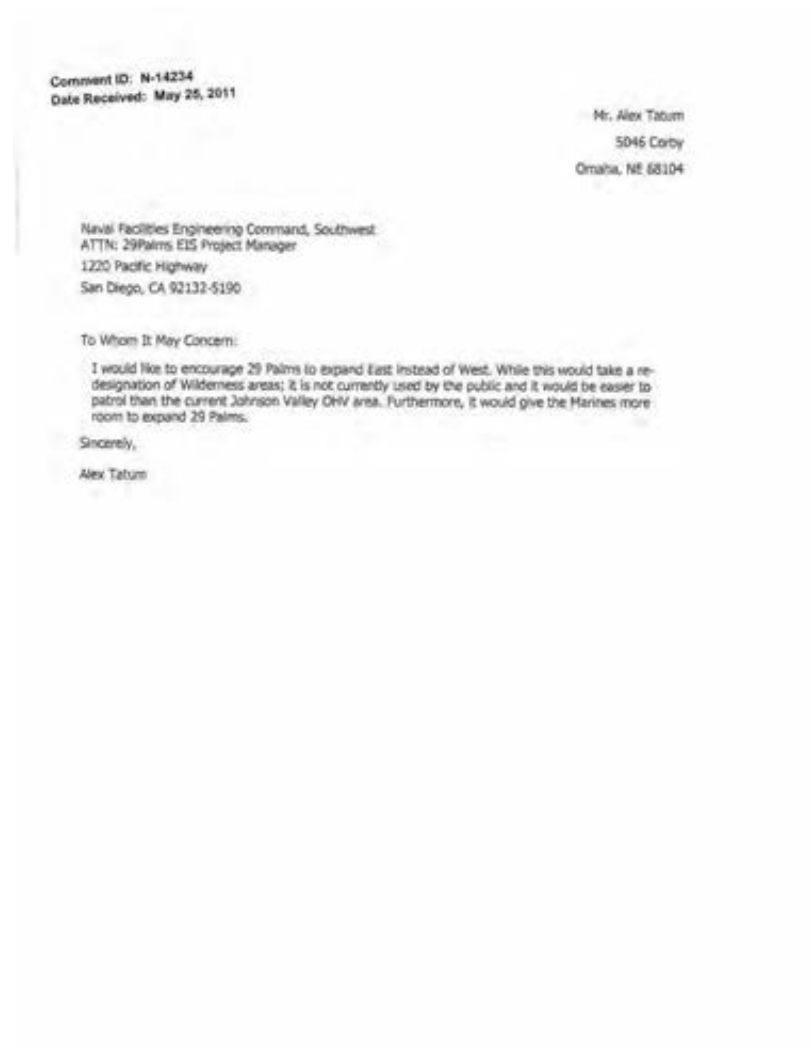 Comment ID: N-14234
Date Received: May 25, 2011
Mr. Alex Tatum
5046 Corby
Omaha, NE 68104
Naval Facilities Engineering Command, Southwest
ATTN: 29Palms EIS Project Manager
1220 Pacific Highway
San Diego, CA 92132-5190
To Whom It May Concern:
I would like to encourage 29 Palms to expand East instead of West. While this would take a re-
designation of Wilderness areas; it is not currently used by the public and it would be easier to
patrol than the current Johnson Valley OHV area. Furthermore, it would give the Marines more
room to expand 29 Palms.
Sincerely,
Alex Tatum